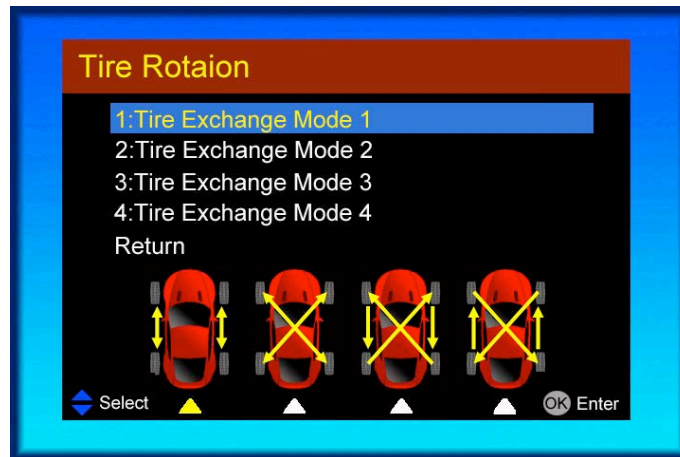 Tire Rotaion
1:Tire Exchange Mode 1
2:Tire Exchange Mode 2
3:Tire Exchange Mode 3
4:Tire Exchange Mode 4
Return
Select OK Enter